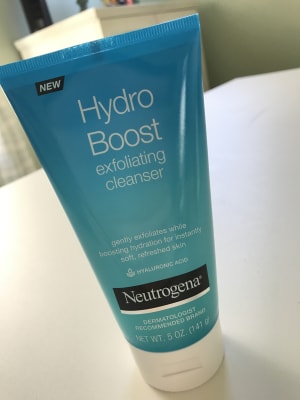 NEW
Hydro
Boost
exfoliating
cleanser
gently exfoliates while
boosting hydration for instantly
soft, refreshed skin
HYALURONIC ACID
Neutrogena®
DERMATOLOGIST
RECOMMENDED BRAND
NET WT. 5 OZ. (141 g)